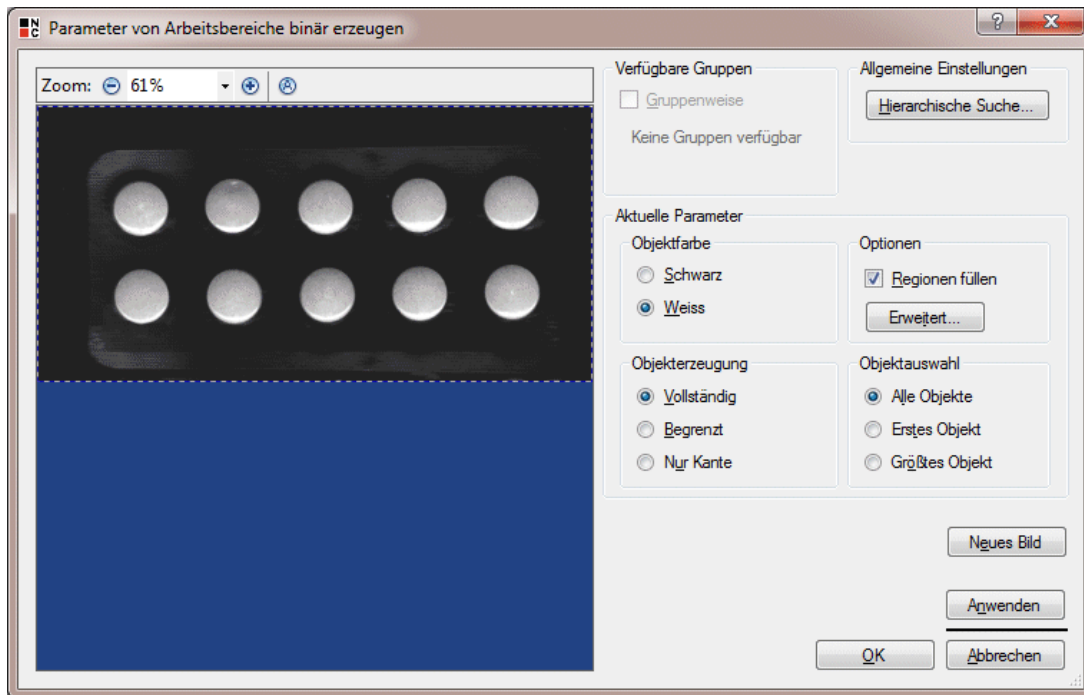 NC
Parameter von Arbeitsbereiche binär erzeugen
Zoom: 61%
Verfügbare Gruppen
Gruppenweise
Keine Gruppen verfügbar
Allgemeine Einstellungen
Hierarchische Suche...
Aktuelle Parameter
Objektfarbe
Schwarz
Weiss
Optionen
Regionen füllen
Erweitert...
Objekterzeugung
Vollständig
Begrenzt
Nur Kante
Objektauswahl
Alle Objekte
Erstes Objekt
Größtes Objekt
Neues Bild
Anwenden
OK
Abbrechen